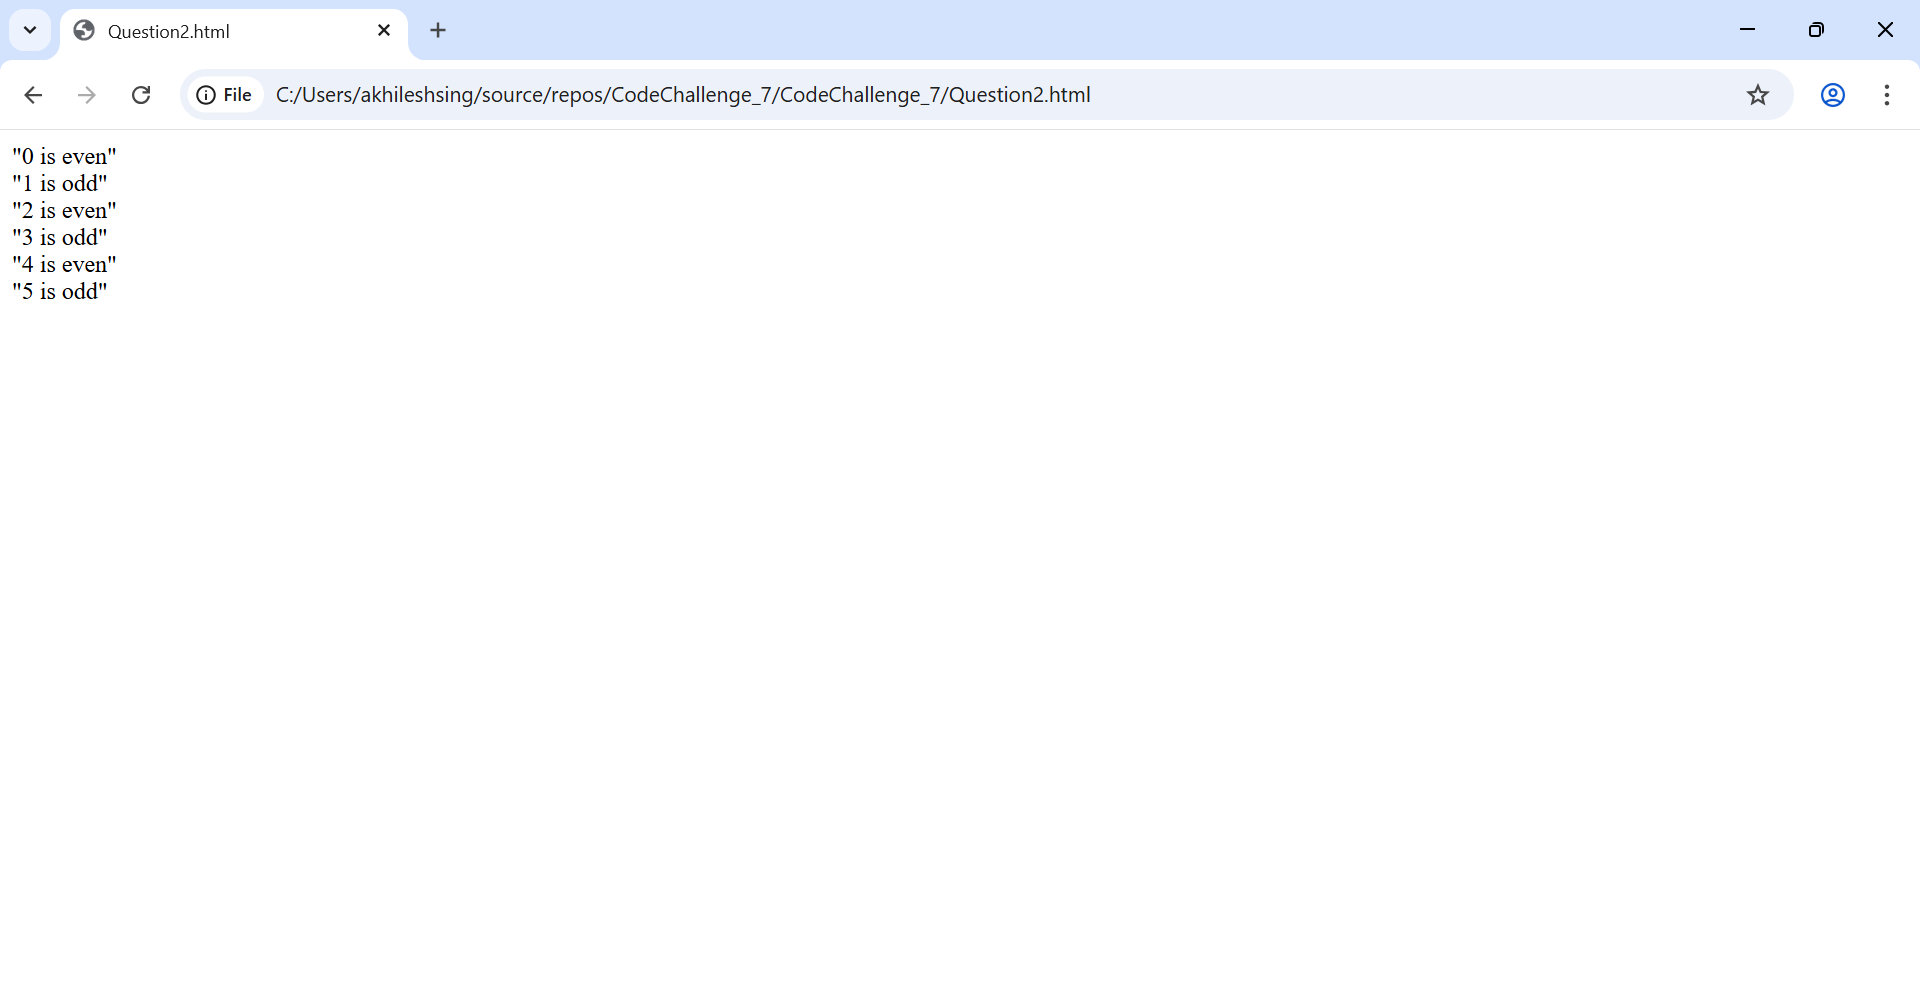 Question2.html
File
C:/Users/akhileshsing/source/repos/CodeChallenge_7/CodeChallenge_7/Question2.html
"0 is even"
"1 is odd"
"2 is even"
"3 is odd"
"4 is even"
"5 is odd"